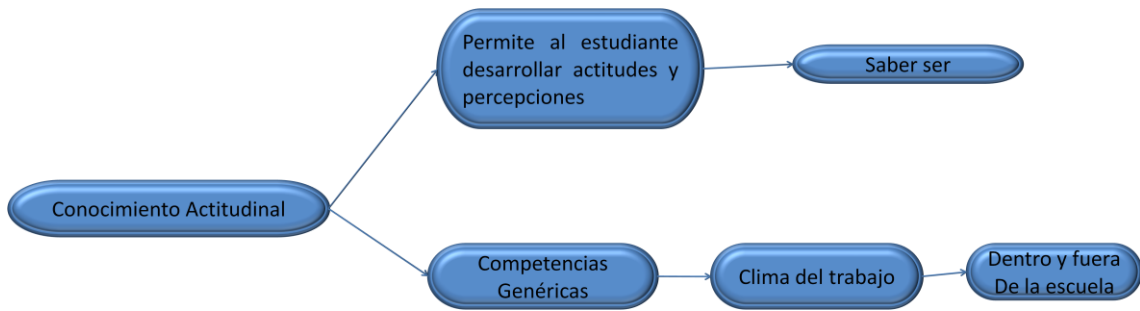 Permite al estudiante
desarrollar actitudes y
percepciones
Saber ser
Conocimiento Actitudinal
Competencias
Genéricas
Clima del trabajo
Dentro y fuera
De la escuela